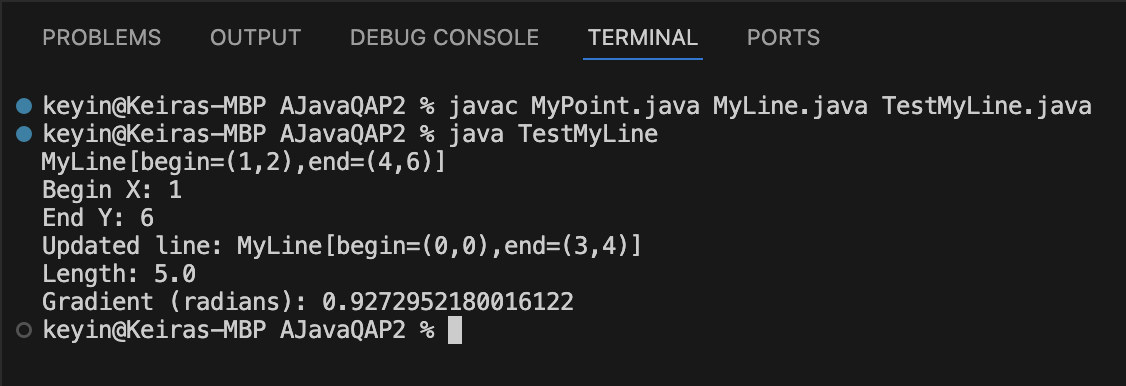 PROBLEMS OUTPUT DEBUG CONSOLE TERMINAL PORTS
keyin@Keiras-MBP AJavaQAP2 % javac MyPoint.java MyLine.java TestMyLine.java
keyin@Keiras-MBP AJavaQAP2 % java TestMyLine
MyLine[begin=(1,2),end=(4,6)]
Begin X: 1
End Y: 6
Updated line: MyLine[begin=(0,0),end=(3,4)]
Length: 5.0
Gradient (radians): 0.9272952180016122
keyin@Keiras-MBP AJavaQAP2 %